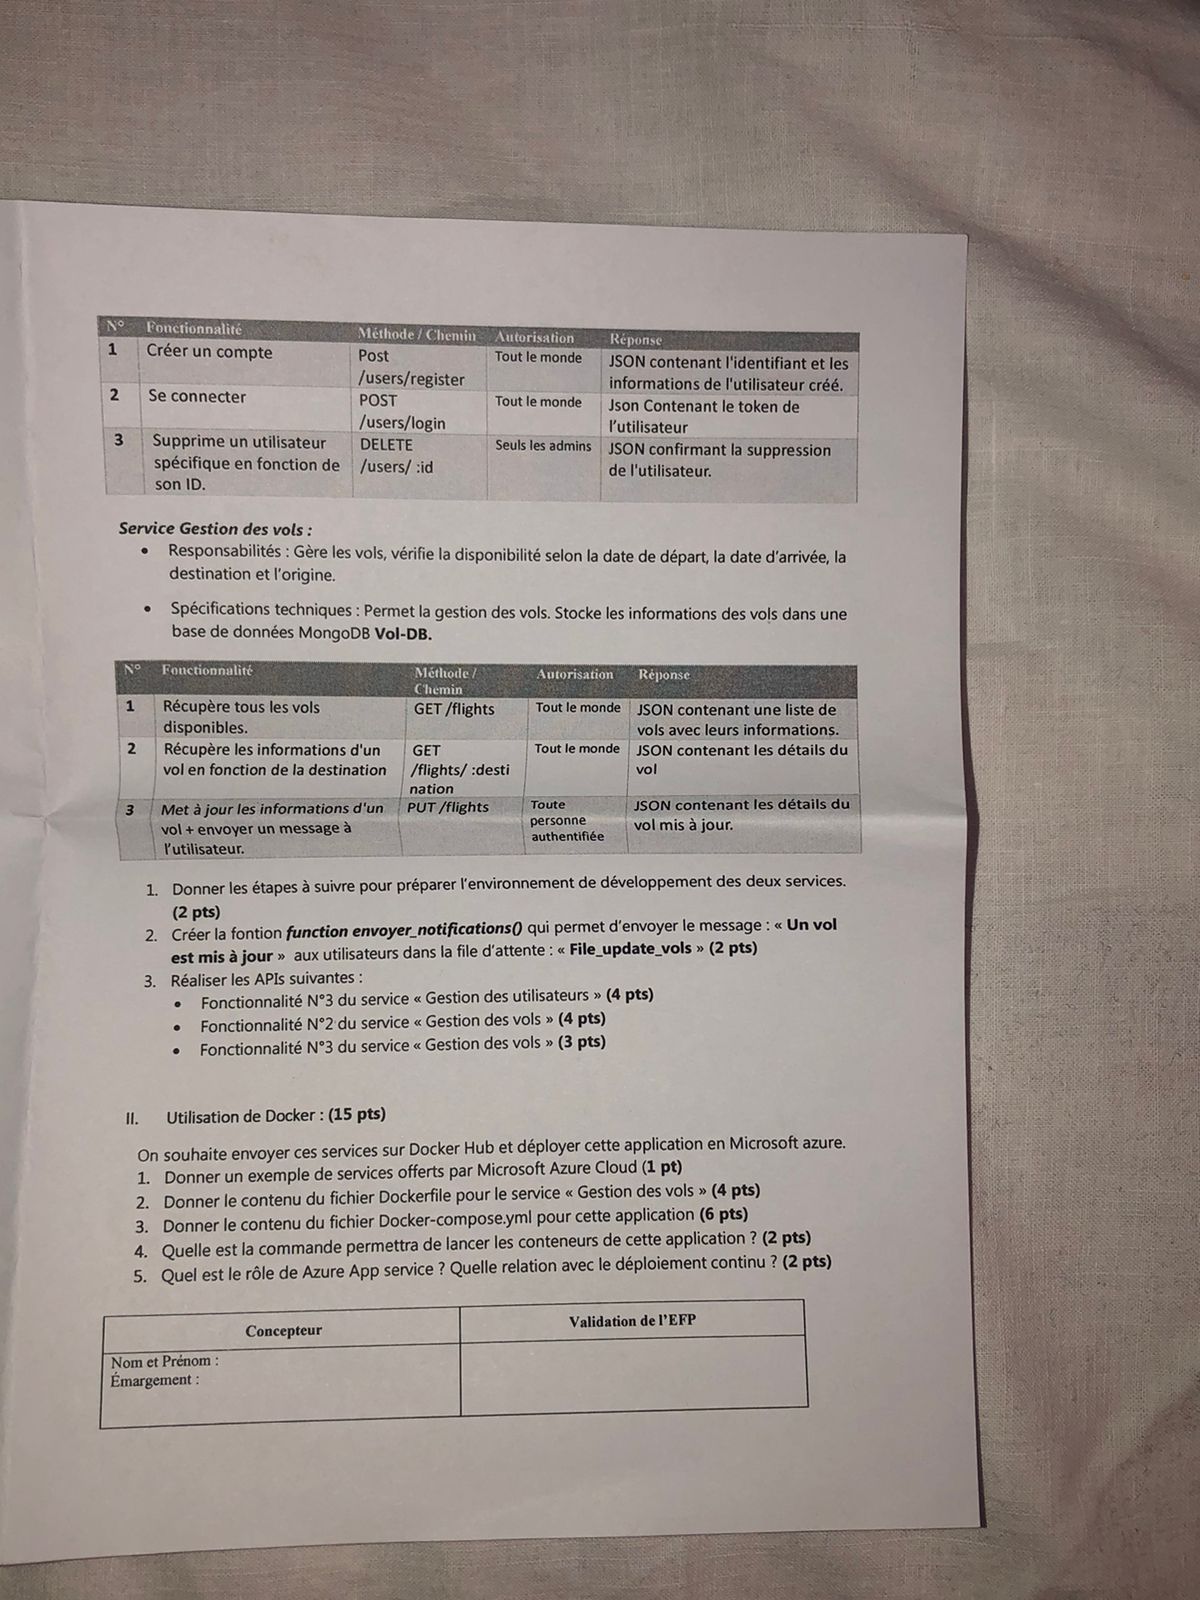 N° Fonctionnalité Méthode / Chemin Autorisation Réponse
1 Créer un compte Post Tout le monde JSON contenant l'identifiant et les
/users/register informations de l'utilisateur créé.
2 Se connecter POST Tout le monde Json Contenant le token de
/users/login l'utilisateur
3 Supprime un utilisateur DELETE Seuls les admins JSON confirmant la suppression
spécifique en fonction de /users/ :id de l'utilisateur.
son ID.
Service Gestion des vols :
• Responsabilités : Gère les vols, vérifie la disponibilité selon la date de départ, la date d'arrivée, la
destination et l'origine.
• Spécifications techniques : Permet la gestion des vols. Stocke les informations des vols dans une
base de données MongoDB Vol-DB.
N° Fonctionnalité Méthode / Autorisation Réponse
Chemin
1 Récupère tous les vols GET /flights Tout le monde JSON contenant une liste de
disponibles. vols avec leurs informations.
2 Récupère les informations d'un GET Tout le monde JSON contenant les détails du
vol en fonction de la destination /flights/ :desti vol
nation
3 Met à jour les informations d'un PUT /flights Toute JSON contenant les détails du
vol + envoyer un message à personne vol mis à jour.
l'utilisateur. authentifiée
1. Donner les étapes à suivre pour préparer l'environnement de développement des deux services.
(2 pts)
2. Créer la fontion function envoyer_notifications() qui permet d'envoyer le message : « Un vol
est mis à jour » aux utilisateurs dans la file d'attente : « File_update_vols » (2 pts)
3. Réaliser les APIs suivantes :
• Fonctionnalité N°3 du service « Gestion des utilisateurs » (4 pts)
• Fonctionnalité N°2 du service « Gestion des vols » (4 pts)
• Fonctionnalité N°3 du service « Gestion des vols » (3 pts)
II. Utilisation de Docker : (15 pts)
On souhaite envoyer ces services sur Docker Hub et déployer cette application en Microsoft azure.
1. Donner un exemple de services offerts par Microsoft Azure Cloud (1 pt)
2. Donner le contenu du fichier Dockerfile pour le service « Gestion des vols » (4 pts)
3. Donner le contenu du fichier Docker-compose.yml pour cette application (6 pts)
4. Quelle est la commande permettra de lancer les conteneurs de cette application ? (2 pts)
5. Quel est le rôle de Azure App service ? Quelle relation avec le déploiement continu ? (2 pts)
Concepteur Validation de l'EFP
Nom et Prénom :
Émargement :